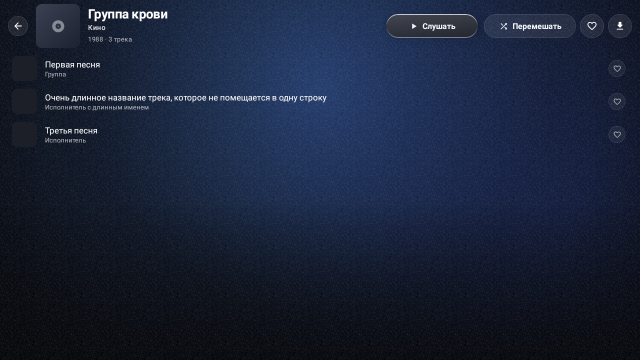 Группа крови
Кино
1988 · 3 трека
Слушать
Перемешать
Первая песня
Группа
Очень длинное название трека, которое не помещается в одну строку
Исполнитель с длинным именем
Третья песня
Исполнитель